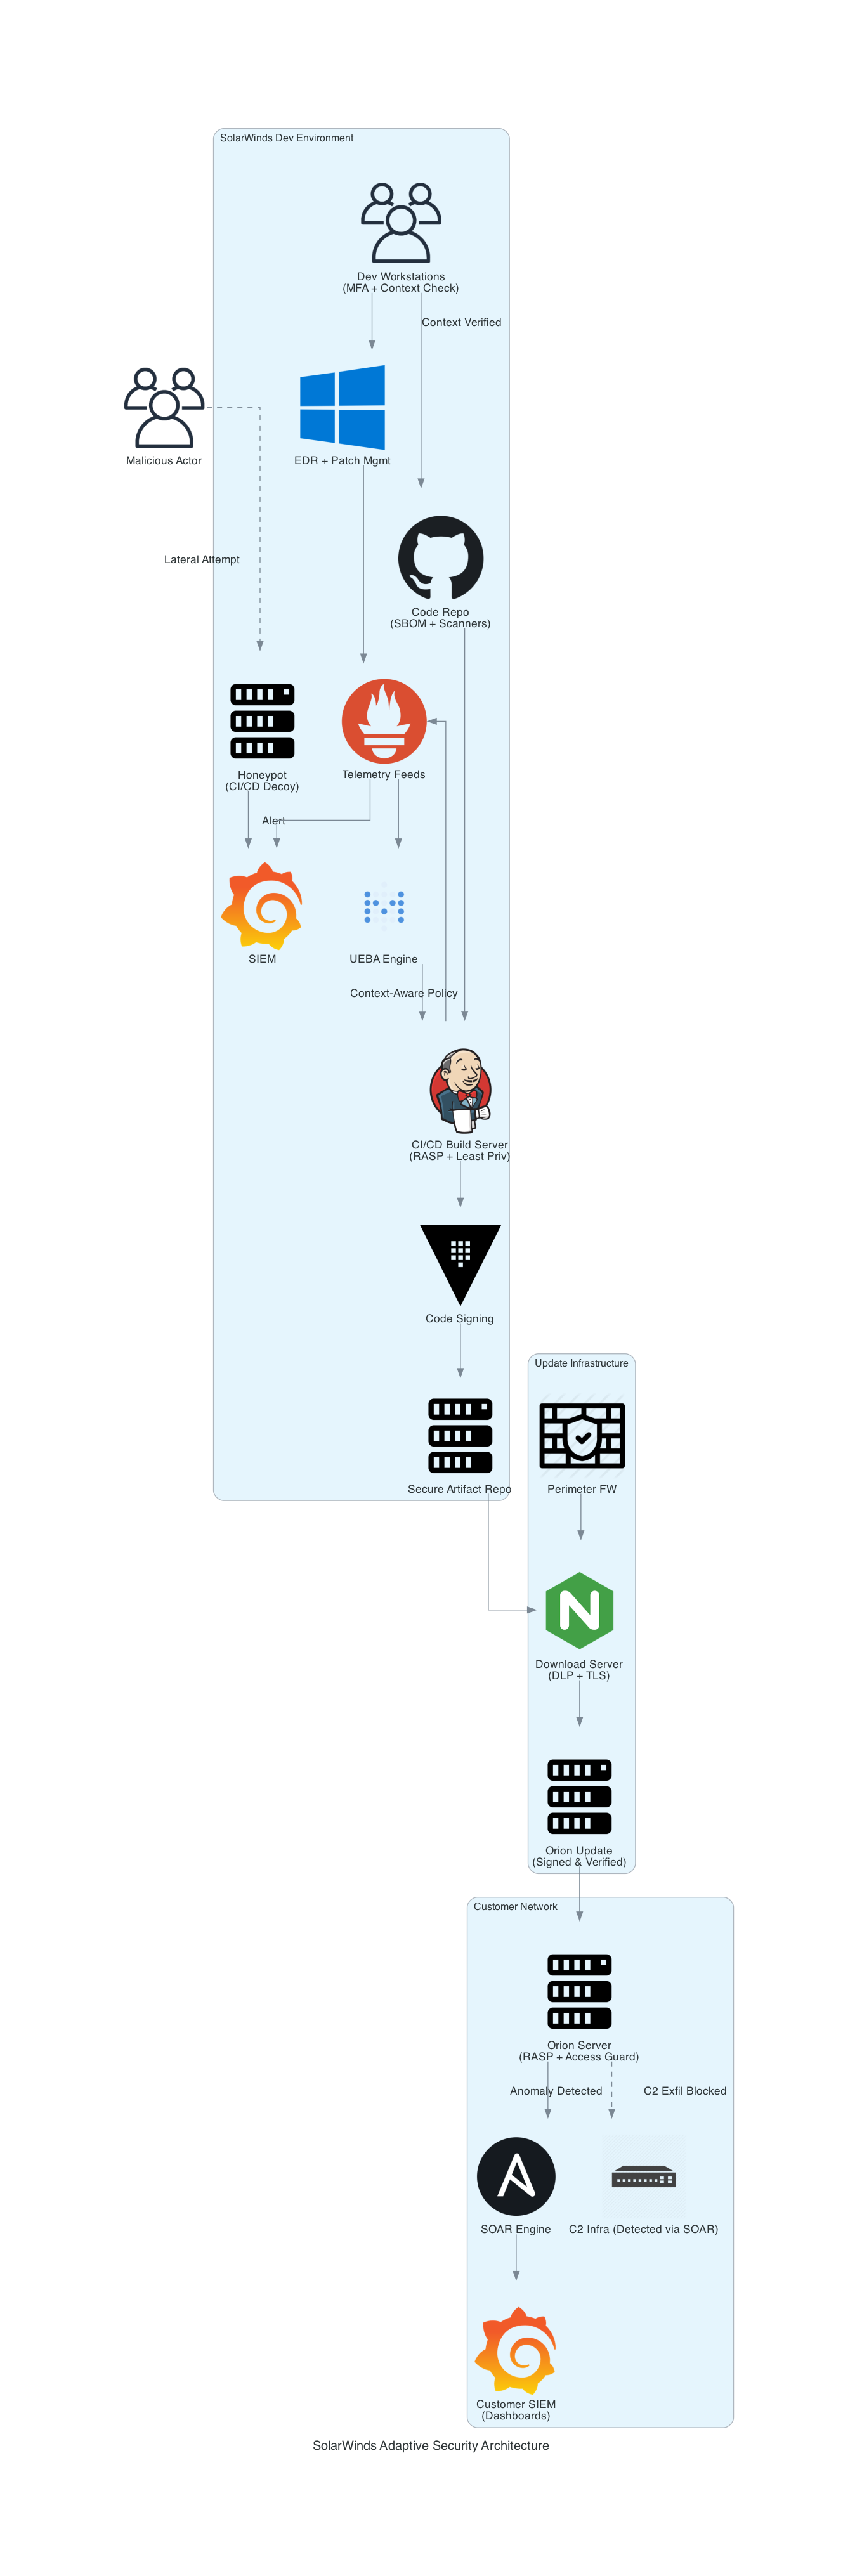 SolarWinds Dev Environment
Dev Workstations
(MFA + Context Check)
Context Verified
Malicious Actor
EDR + Patch Mgmt
Lateral Attempt
Code Repo
(SBOM + Scanners)
Honeypot
(CI/CD Decoy)
Telemetry Feeds
Alert
SIEM
UEBA Engine
Context-Aware Policy
CI/CD Build Server
(RASP + Least Priv)
Code Signing
Update Infrastructure
Secure Artifact Repo
Perimeter FW
Download Server
(DLP + TLS)
Orion Update
(Signed & Verified)
Customer Network
Orion Server
(RASP + Access Guard)
Anomaly Detected
C2 Exfil Blocked
SOAR Engine
C2 Infra (Detected via SOAR)
Customer SIEM
(Dashboards)
SolarWinds Adaptive Security Architecture